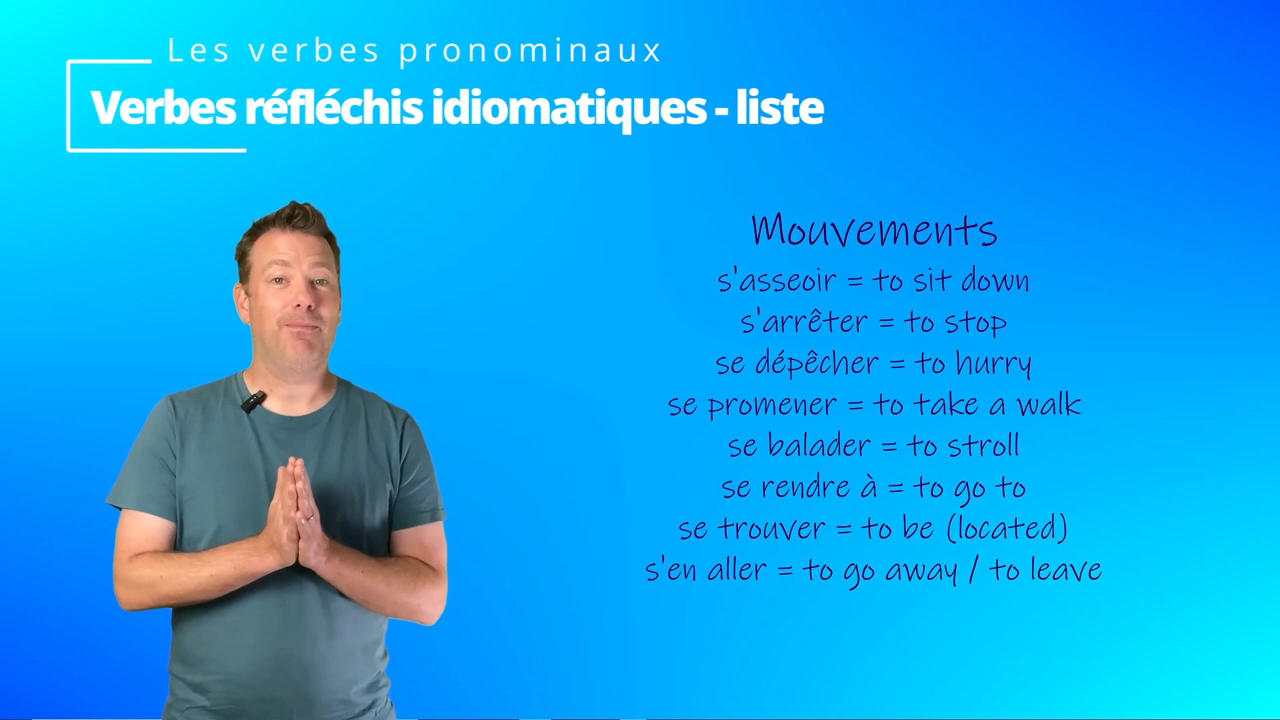 Les verbes pronominaux
Verbes réfléchis idiomatiques - liste
Mouvements
s'asseoir = to sit down
s'arrêter = to stop
se dépêcher = to hurry
se promener = to take a walk
se balader = to stroll
se rendre à = to go to
se trouver = to be (located)
s'en aller = to go away / to leave